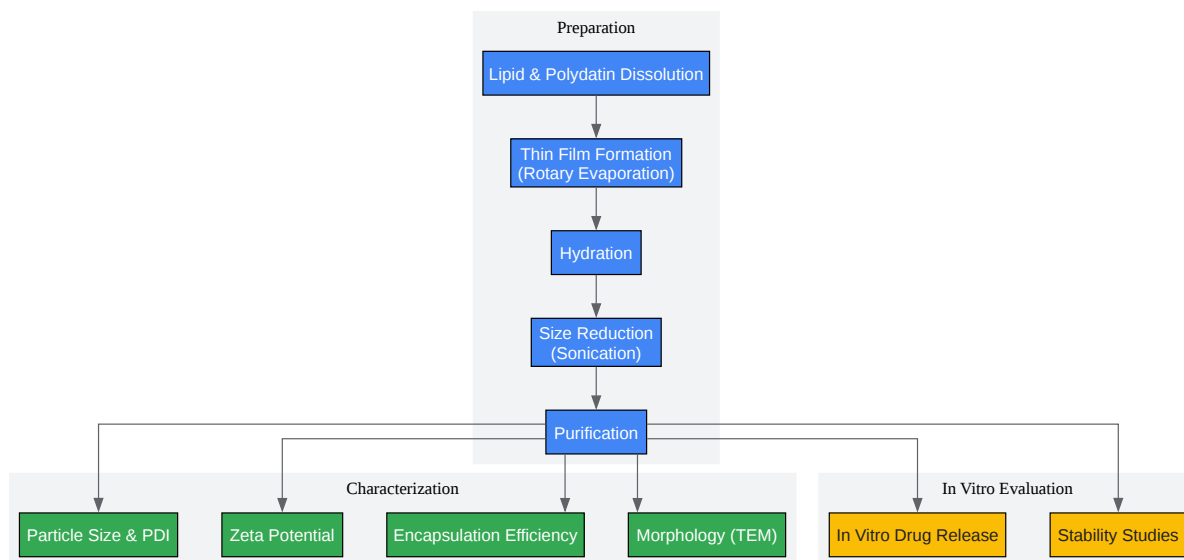 Preparation
Lipid & Polydatin Dissolution
Thin Film Formation
(Rotary Evaporation)
Hydration
Size Reduction
(Sonication)
Purification
Characterization
In Vitro Evaluation
Particle Size & PDI
Zeta Potential
Encapsulation Efficiency
Morphology (TEM)
In Vitro Drug Release
Stability Studies